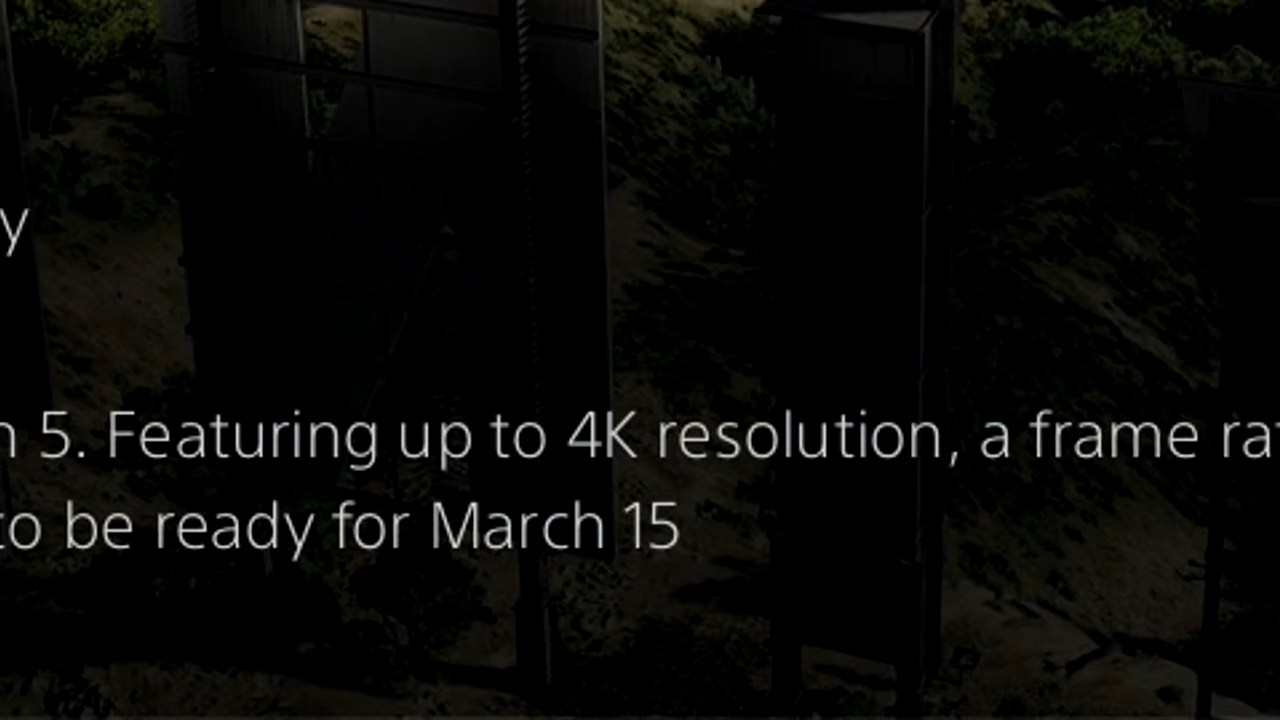 y
n 5. Featuring up to 4K resolution, a frame ra
to be ready for March 15